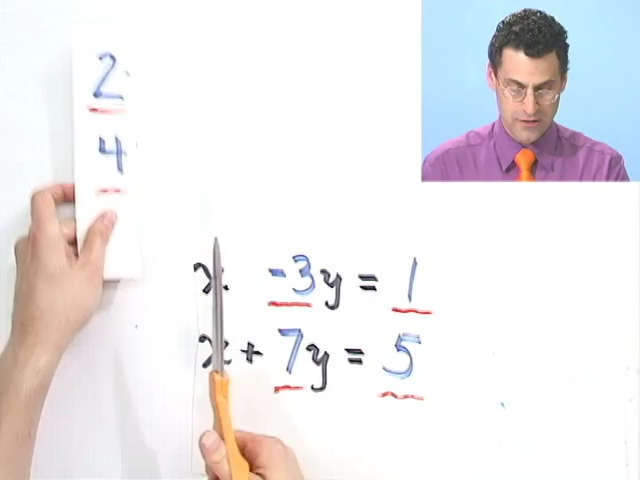 2
4
x -3y = 1
x + 7y = 5